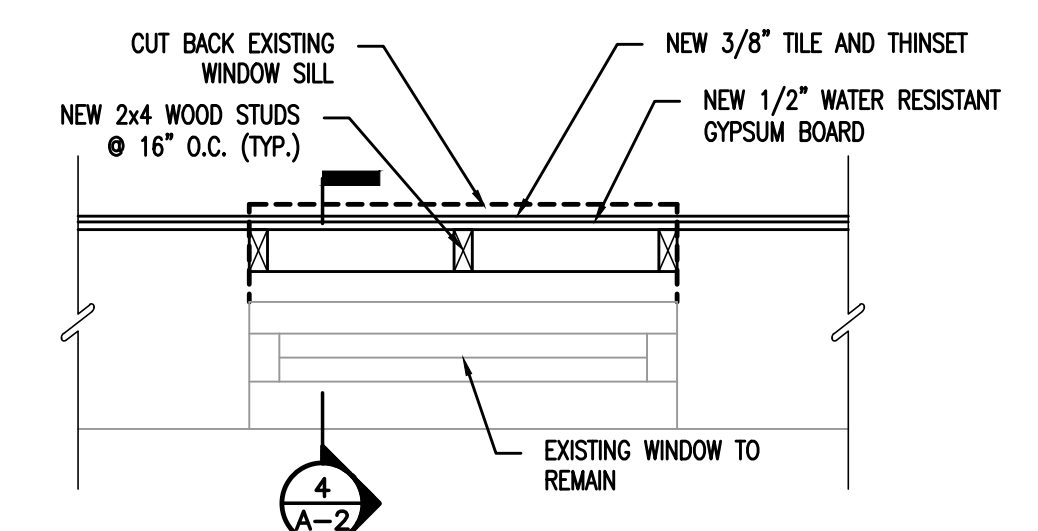 CUT BACK EXISTING
WINDOW SILL
NEW 3/8" TILE AND THINSET
NEW 2x4 WOOD STUDS
@ 16" O.C. (TYP.)
NEW 1/2" WATER RESISTANT
GYPSUM BOARD
EXISTING WINDOW TO
REMAIN
4
A-2